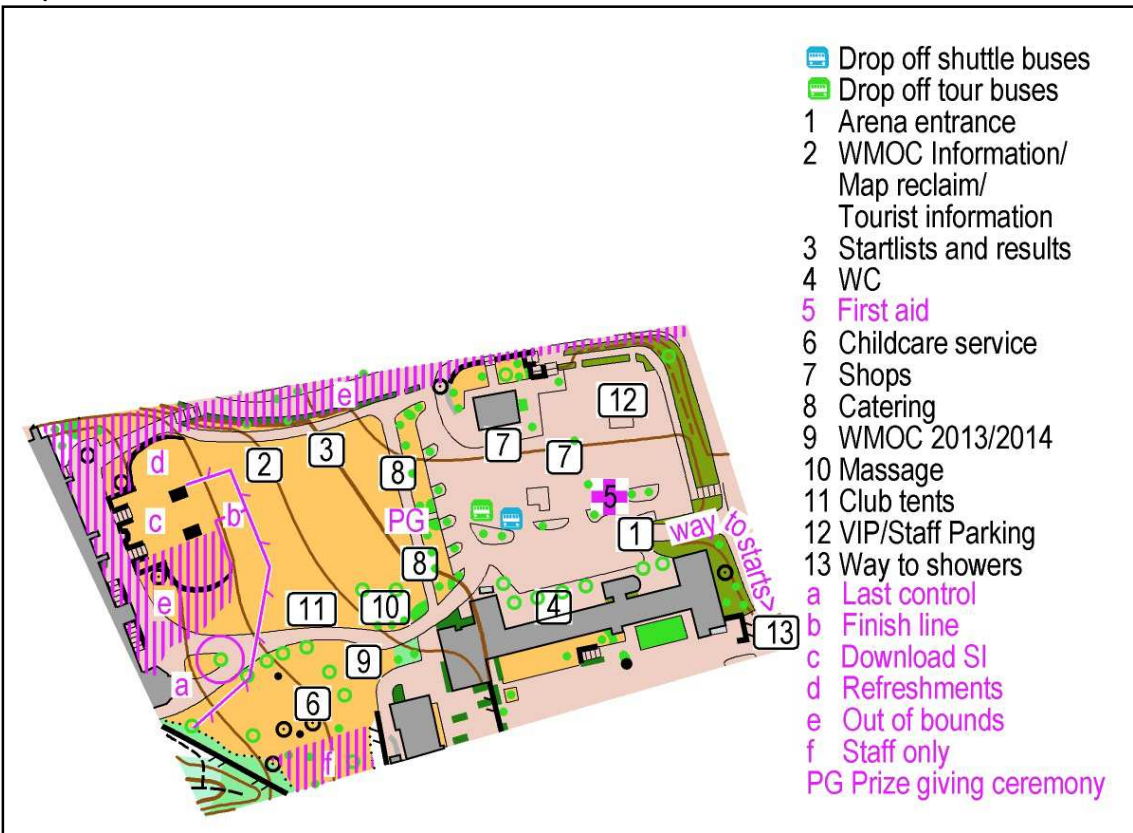 Drop off shuttle buses
Drop off tour buses
1 Arena entrance
2 WMOC Information/
Map reclaim/
Tourist information
3 Startlists and results
4 WC
5 First aid
6 Childcare service
7 Shops
8 Catering
9 WMOC 2013/2014
10 Massage
11 Club tents
12 VIP/Staff Parking
13 Way to showers
a Last control
b Finish line
c Download SI
d Refreshments
e Out of bounds
f Staff only
PG Prize giving ceremony
e
12
7
7
3
2
8
d
5
b
PG
c
1
way to starts>
8
e
11
10
4
13
9
a
6
f